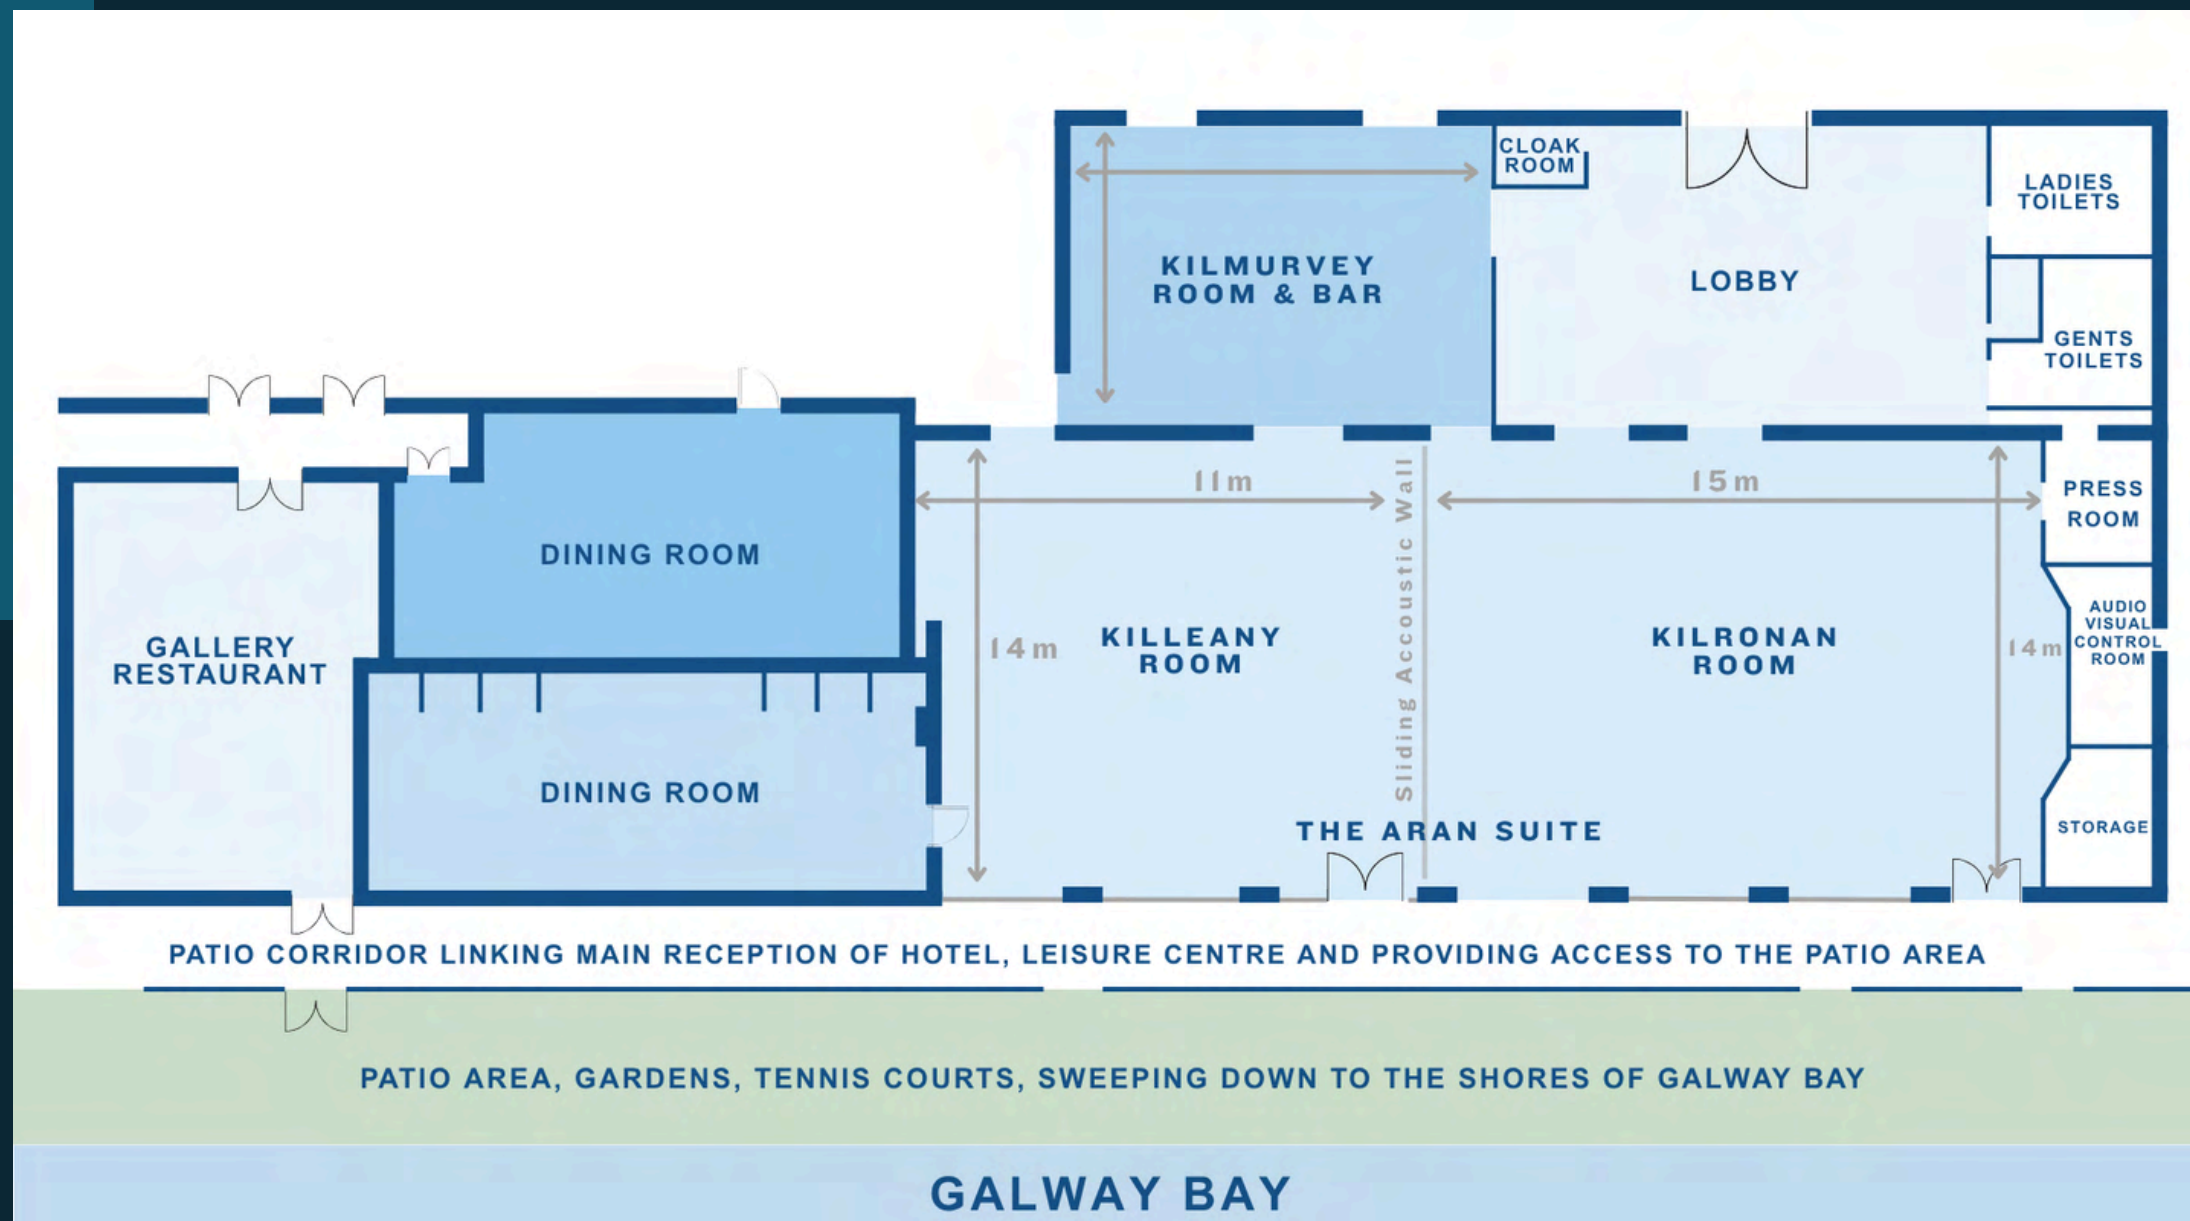 CLOAK
ROOM
LADIES
TOILETS
KILMURVEY
ROOM & BAR
LOBBY
GENTS
TOILETS
11m
15m
PRESS
ROOM
Sliding Accoustic Wall
DINING ROOM
GALLERY
RESTAURANT
14m
KILLEANY
ROOM
KILRONAN
ROOM
14m
AUDIO
VISUAL
CONTROL
ROOM
DINING ROOM
THE ARAN SUITE
STORAGE
PATIO CORRIDOR LINKING MAIN RECEPTION OF HOTEL, LEISURE CENTRE AND PROVIDING ACCESS TO THE PATIO AREA
PATIO AREA, GARDENS, TENNIS COURTS, SWEEPING DOWN TO THE SHORES OF GALWAY BAY
GALWAY BAY